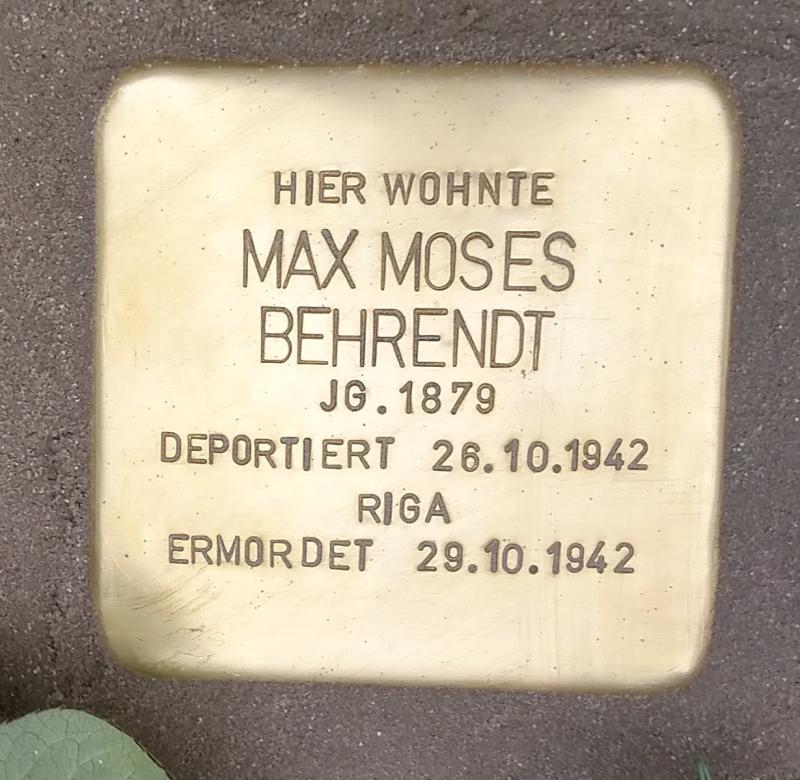 HIER WOHNTE
MAX MOSES
BEHRENDT
JG. 1879
DEPORTIERT 26.10.1942
RIGA
ERMORDET 29.10.1942